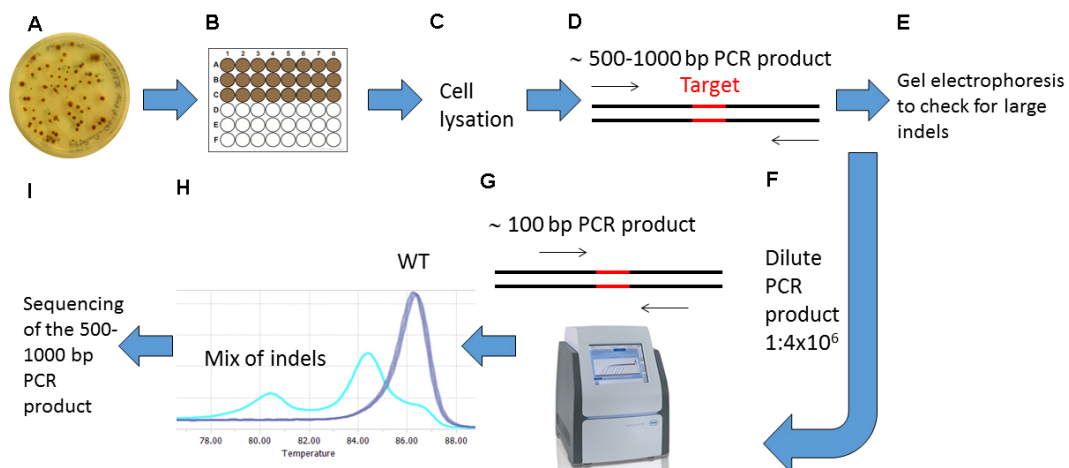 A
B
C
D
E
1 2 3 4 5 6 7 8
A
B
C
D
E
F
Cell
lysation
~ 500-1000 bp PCR product
Target
Gel electrophoresis
to check for large
indels
F
Dilute
PCR
product
1:4x10⁶
G
~ 100 bp PCR product
H
WT
Mix of indels
78.00 80.00 82.00 84.00 86.00 88.00
Temperature
I
Sequencing
of the 500-
1000 bp
PCR
product